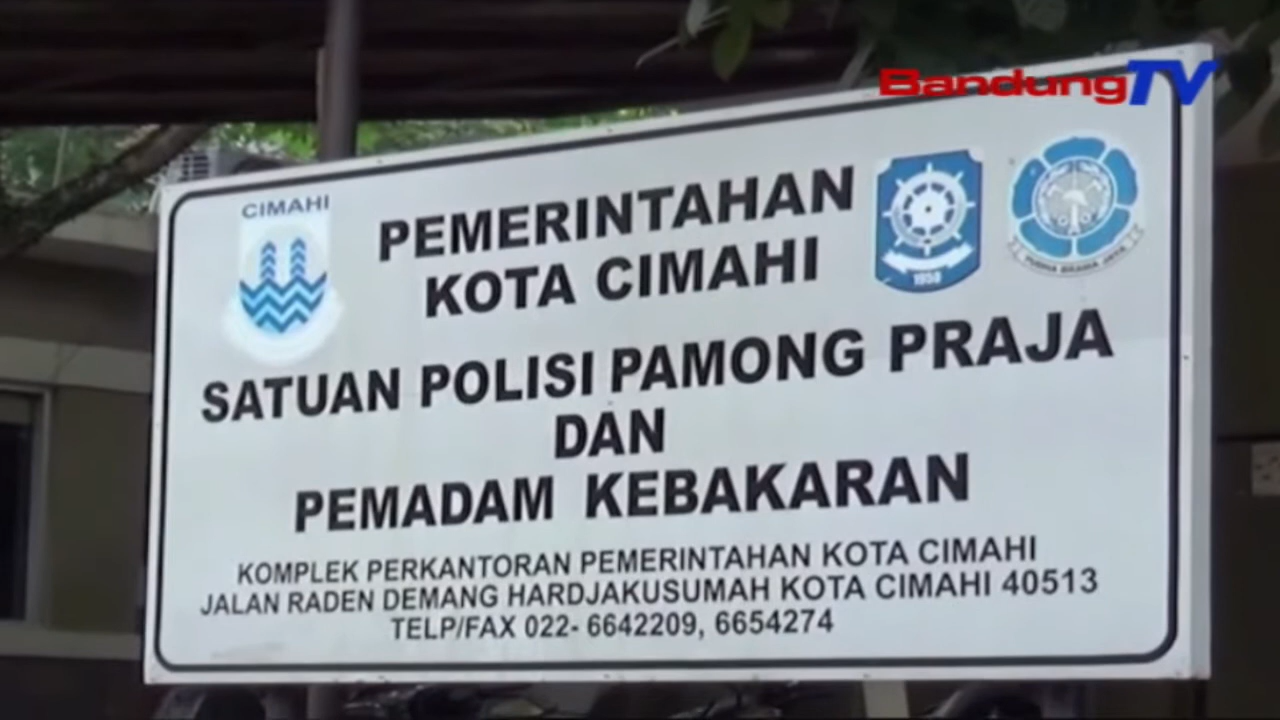 BandungTV
CIMAHI
PEMERINTAHAN
KOTA CIMAHI
1950
SATUAN POLISI PAMONG PRAJA
DAN
PEMADAM KEBAKARAN
KOMPLEK PERKANTORAN PEMERINTAHAN KOTA CIMAHI
JALAN RADEN DEMANG HARDJAKUSUMAH KOTA CIMAHI 40513
TELP/FAX 022- 6642209, 6654274